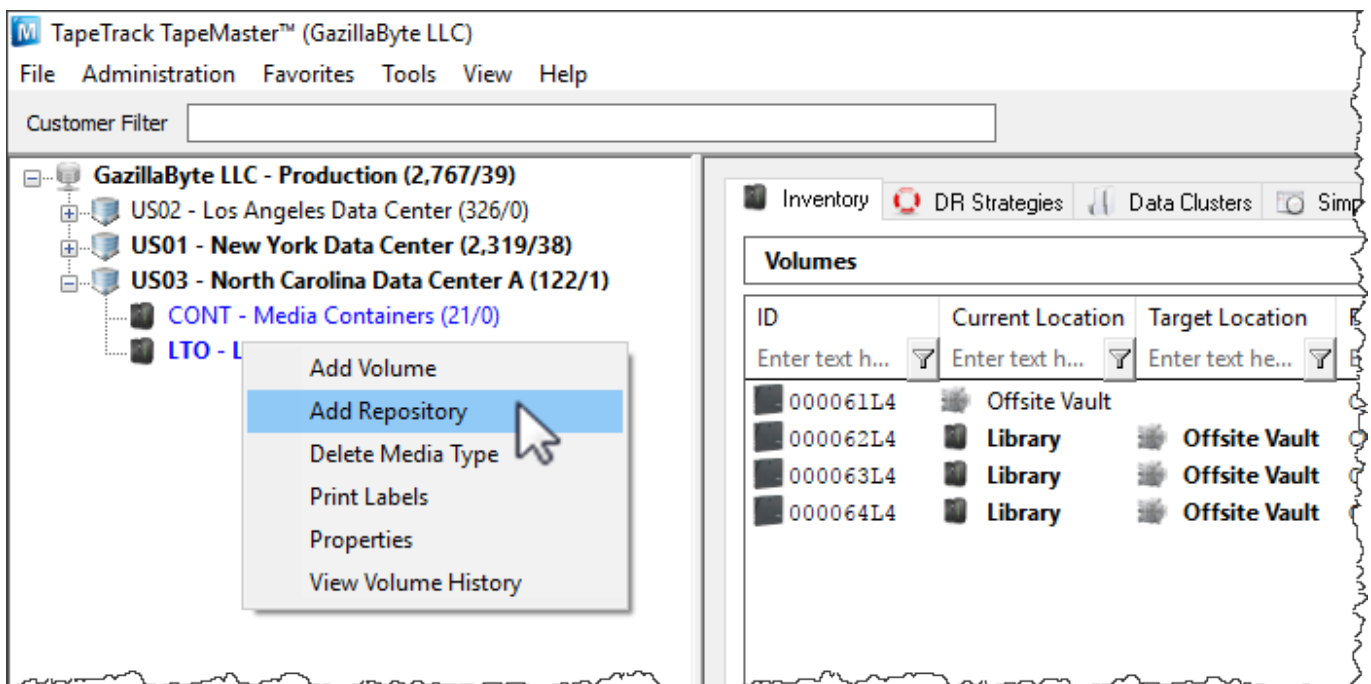 TapeTrack TapeMaster™ (GazillaByte LLC)
File Administration Favorites Tools View Help
Customer Filter
GazillaByte LLC - Production (2,767/39)
US02 - Los Angeles Data Center (326/0)
US01 - New York Data Center (2,319/38)
US03 - North Carolina Data Center A (122/1)
CONT - Media Containers (21/0)
LTO - L
Add Volume
Add Repository
Delete Media Type
Print Labels
Properties
View Volume History
Inventory DR Strategies Data Clusters
Volumes
ID Current Location Target Location
Enter text h... Enter text h... Enter text he...
000061L4 Offsite Vault
000062L4 Library Offsite Vault
000063L4 Library Offsite Vault
000064L4 Library Offsite Vault